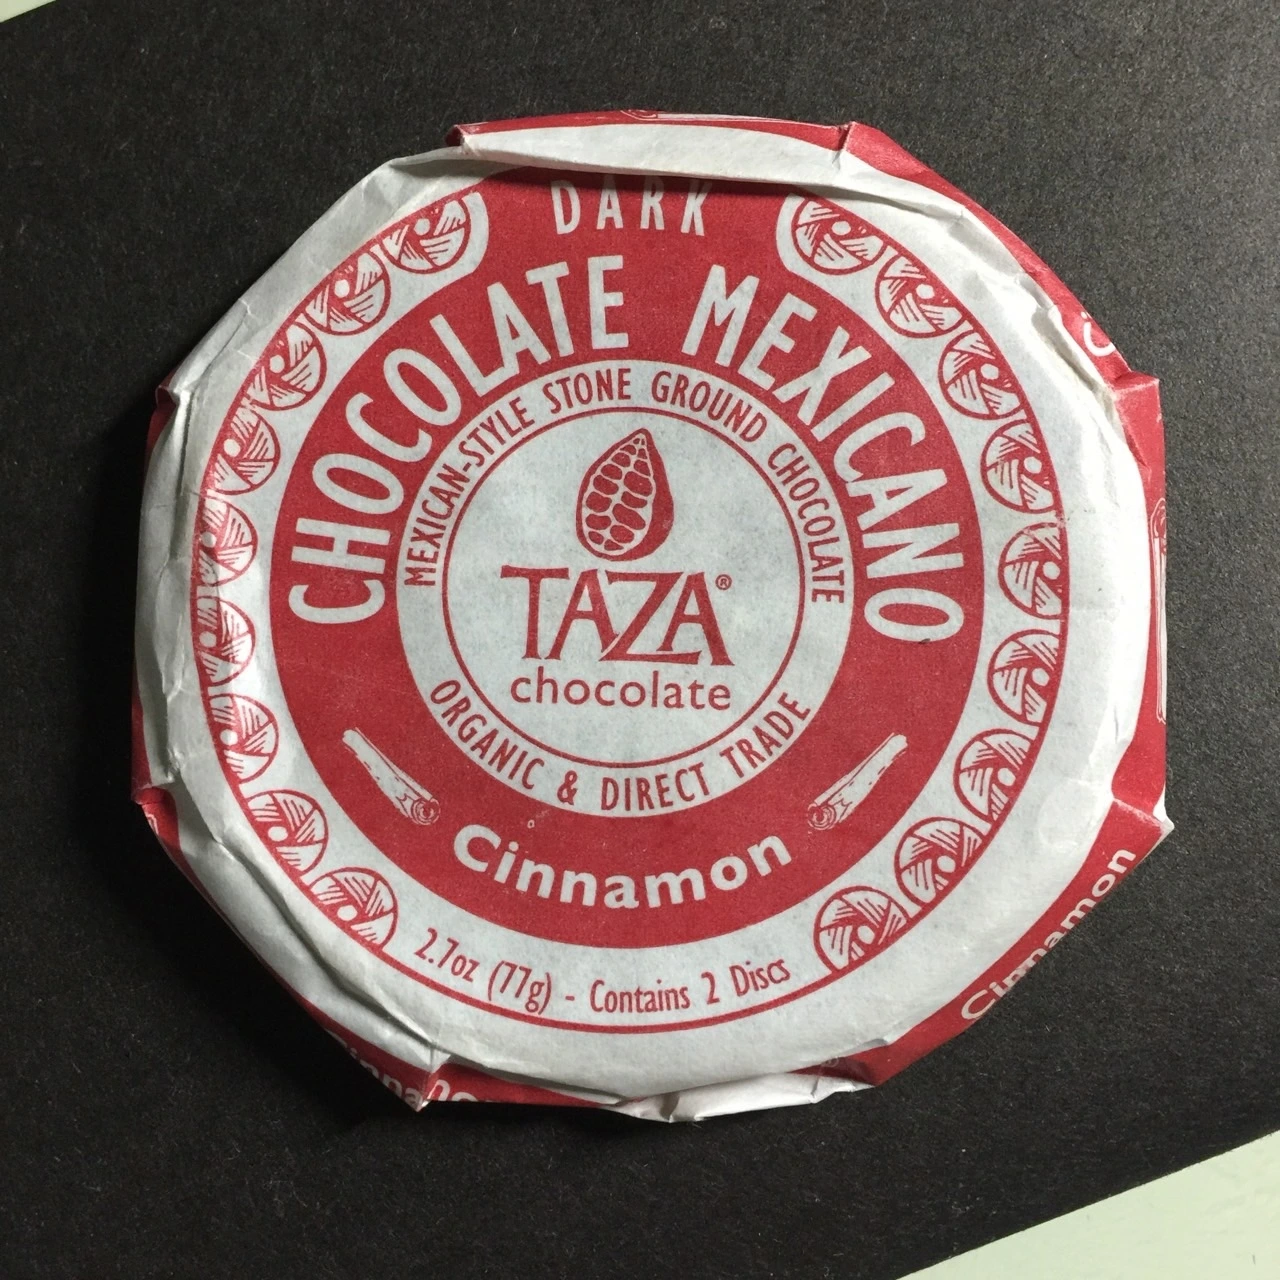 DARK
CHOCOLATE MEXICANO
MEXICAN-STYLE STONE GROUND CHOCOLATE
TAZA®
chocolate
ORGANIC & DIRECT TRADE
Cinnamon
2.7oz (77g) - Contains 2 Discs
Cinnamon